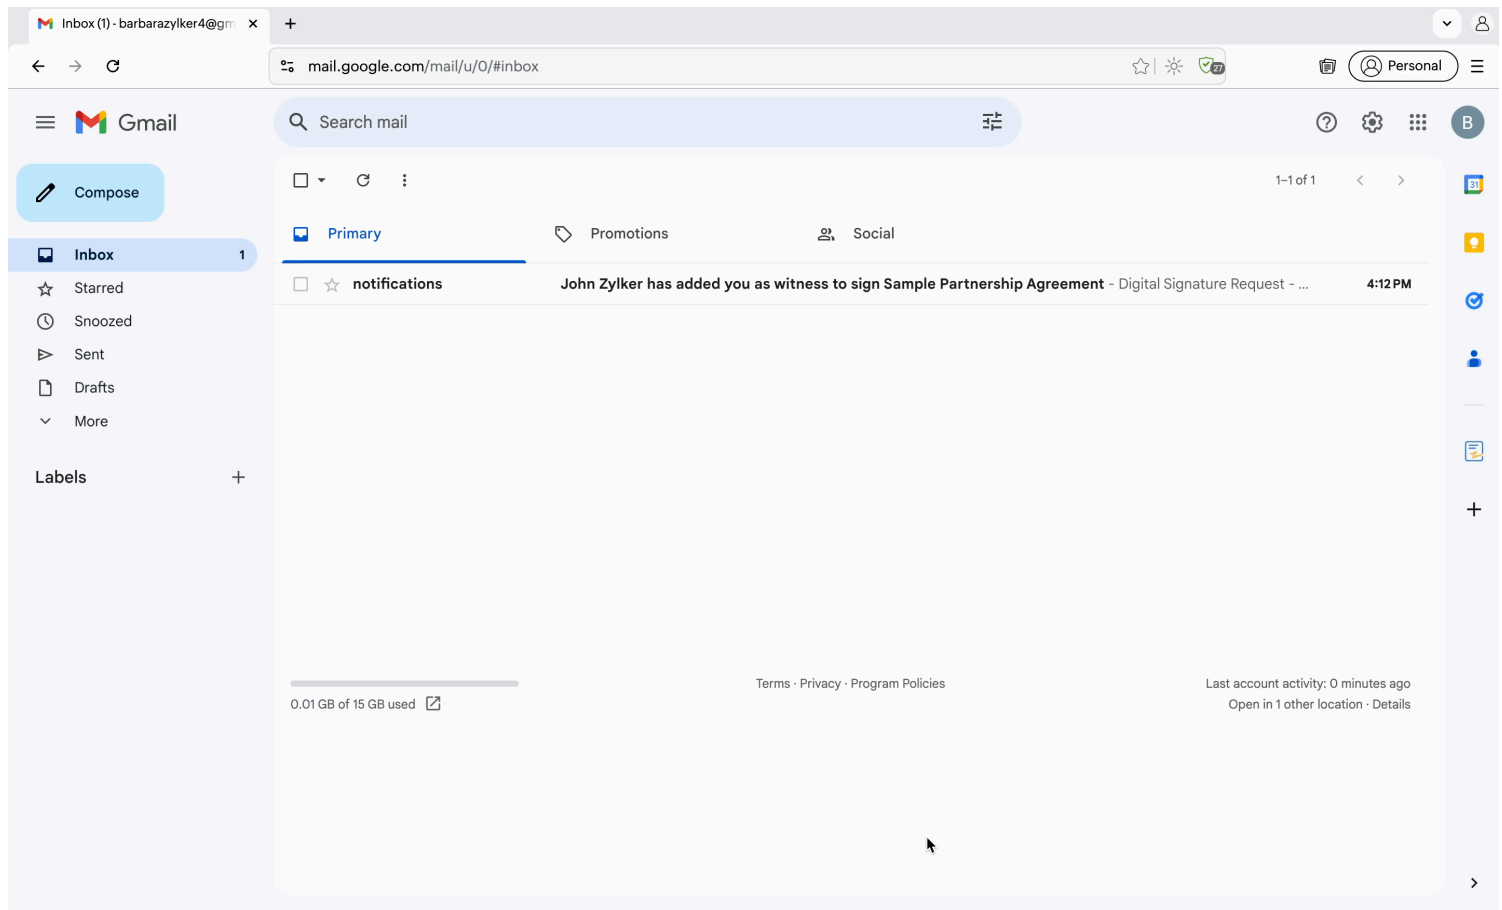 Inbox (1) - barbarazylker4@gm
mail.google.com/mail/u/0/#inbox
27
Personal
Gmail
Search mail
B
Compose
1–1 of 1
31
Primary
Promotions
Social
Inbox 1
notifications John Zylker has added you as witness to sign Sample Partnership Agreement - Digital Signature Request - ... 4:12 PM
Starred
Snoozed
Sent
Drafts
More
Labels
Terms · Privacy · Program Policies
Last account activity: 0 minutes ago
0.01 GB of 15 GB used
Open in 1 other location · Details